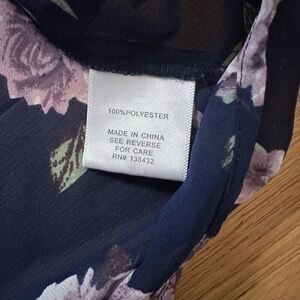 100%POLYESTER
MADE IN CHINA
SEE REVERSE
FOR CARE
RN# 138432